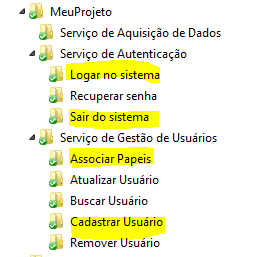 MeuProjeto
Serviço de Aquisição de Dados
Serviço de Autenticação
Logar no sistema
Recuperar senha
Sair do sistema
Serviço de Gestão de Usuários
Associar Papeis
Atualizar Usuário
Buscar Usuário
Cadastrar Usuário
Remover Usuário